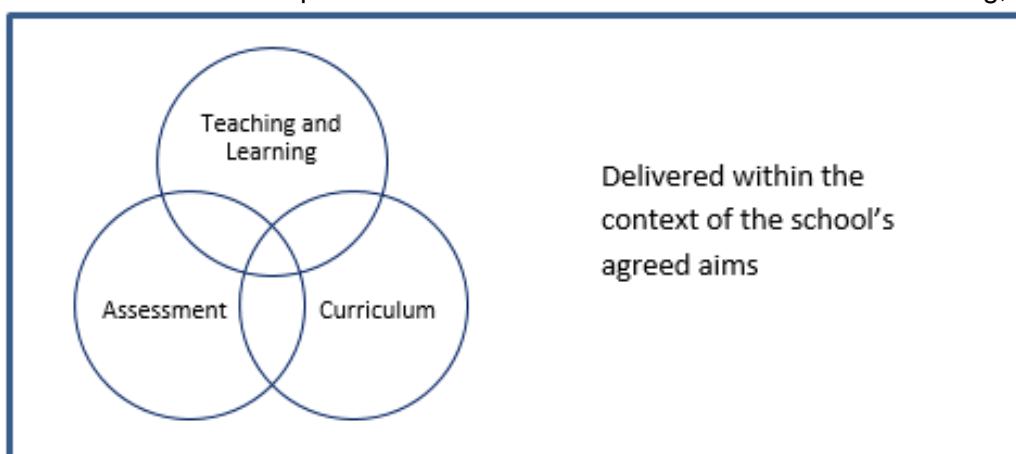 Teaching and
Learning
Assessment
Curriculum
Delivered within the
context of the school's
agreed aims